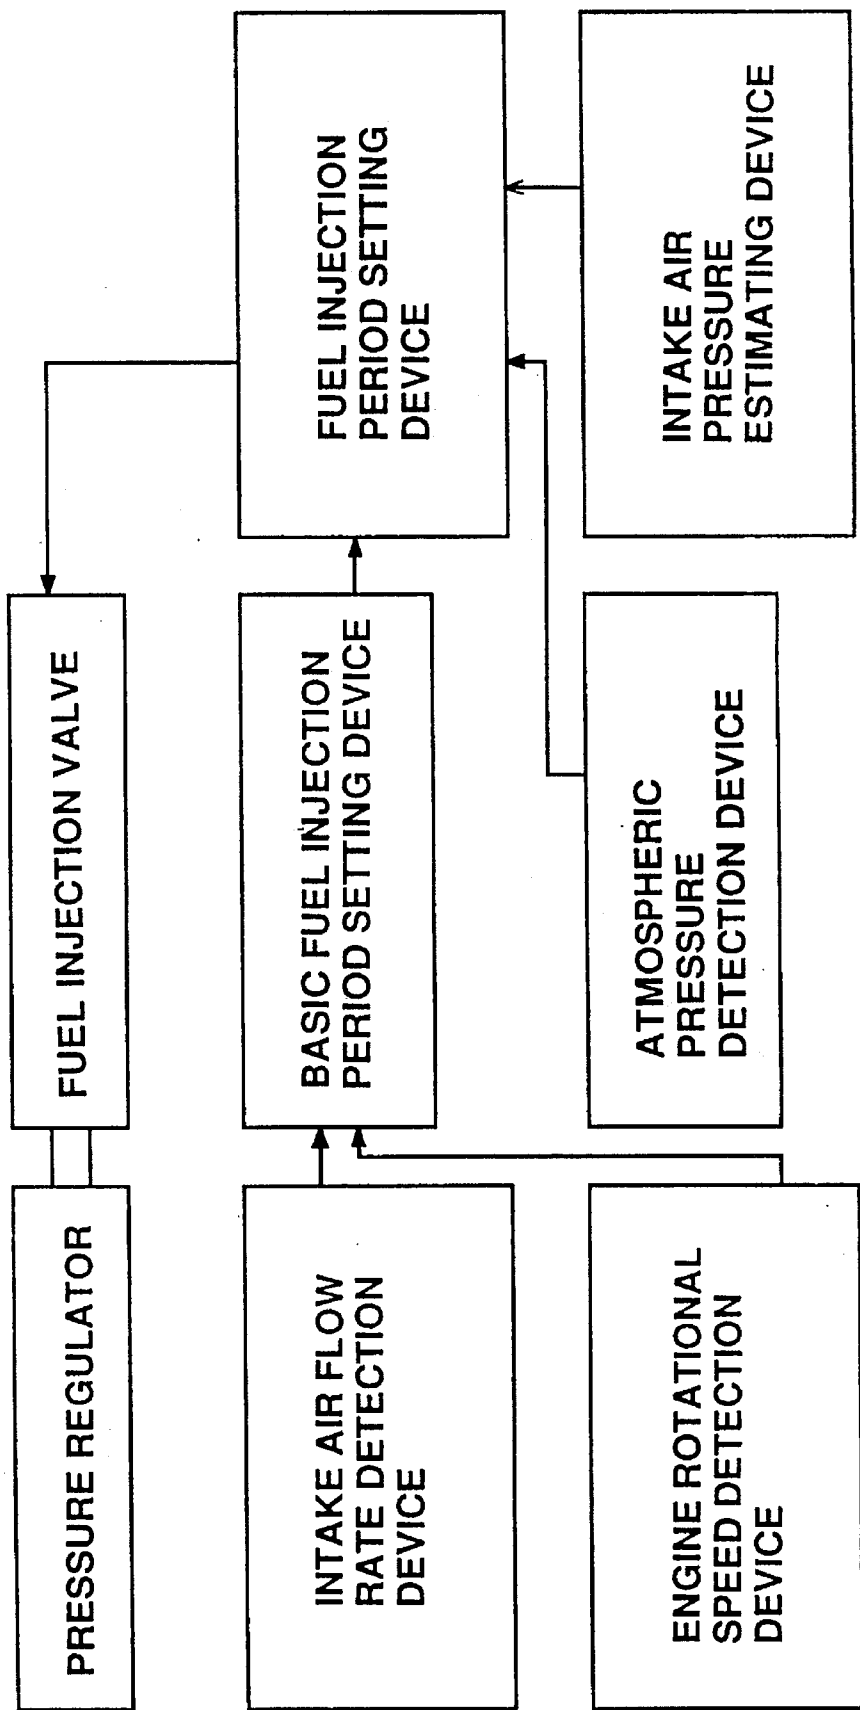 PRESSURE REGULATOR
FUEL INJECTION VALVE
INTAKE AIR FLOW
RATE DETECTION
DEVICE
BASIC FUEL INJECTION
PERIOD SETTING DEVICE
FUEL INJECTION
PERIOD SETTING
DEVICE
ENGINE ROTATIONAL
SPEED DETECTION
DEVICE
ATMOSPHERIC
PRESSURE
DETECTION DEVICE
INTAKE AIR
PRESSURE
ESTIMATING DEVICE